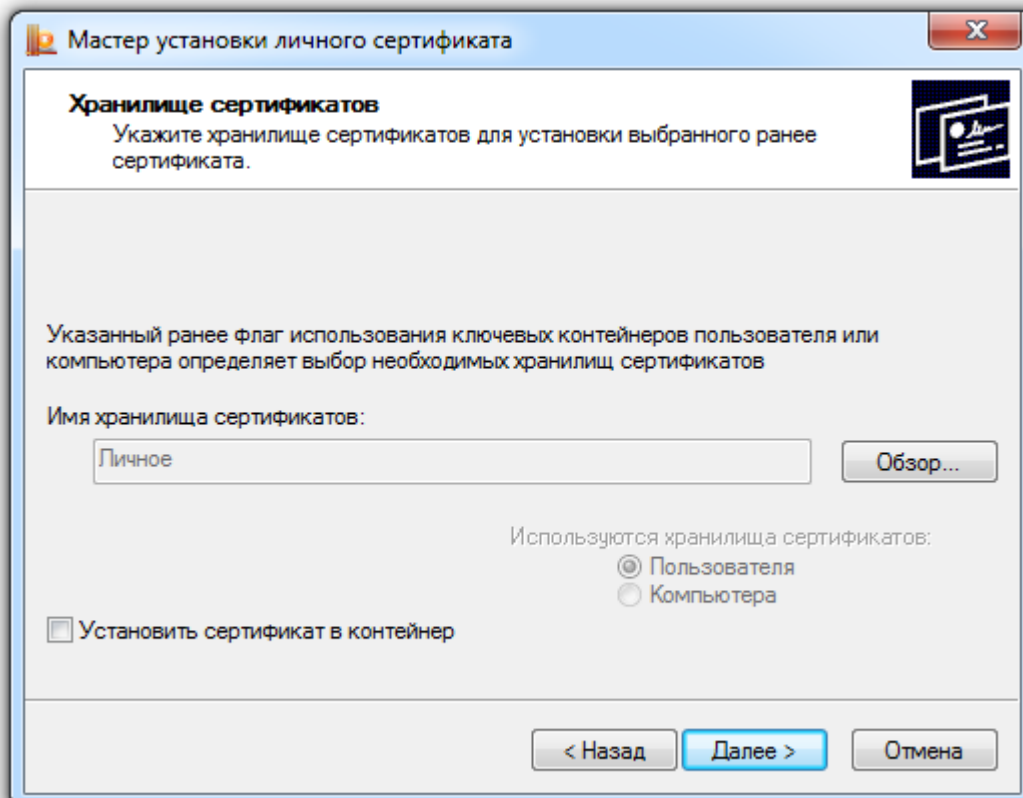 Мастер установки личного сертификата
Хранилище сертификатов
Укажите хранилище сертификатов для установки выбранного ранее
сертификата.
Указанный ранее флаг использования ключевых контейнеров пользователя или
компьютера определяет выбор необходимых хранилищ сертификатов
Имя хранилища сертификатов:
Личное
Обзор...
Используются хранилища сертификатов:
Пользователя
Компьютера
Установить сертификат в контейнер
< Назад
Далее >
Отмена